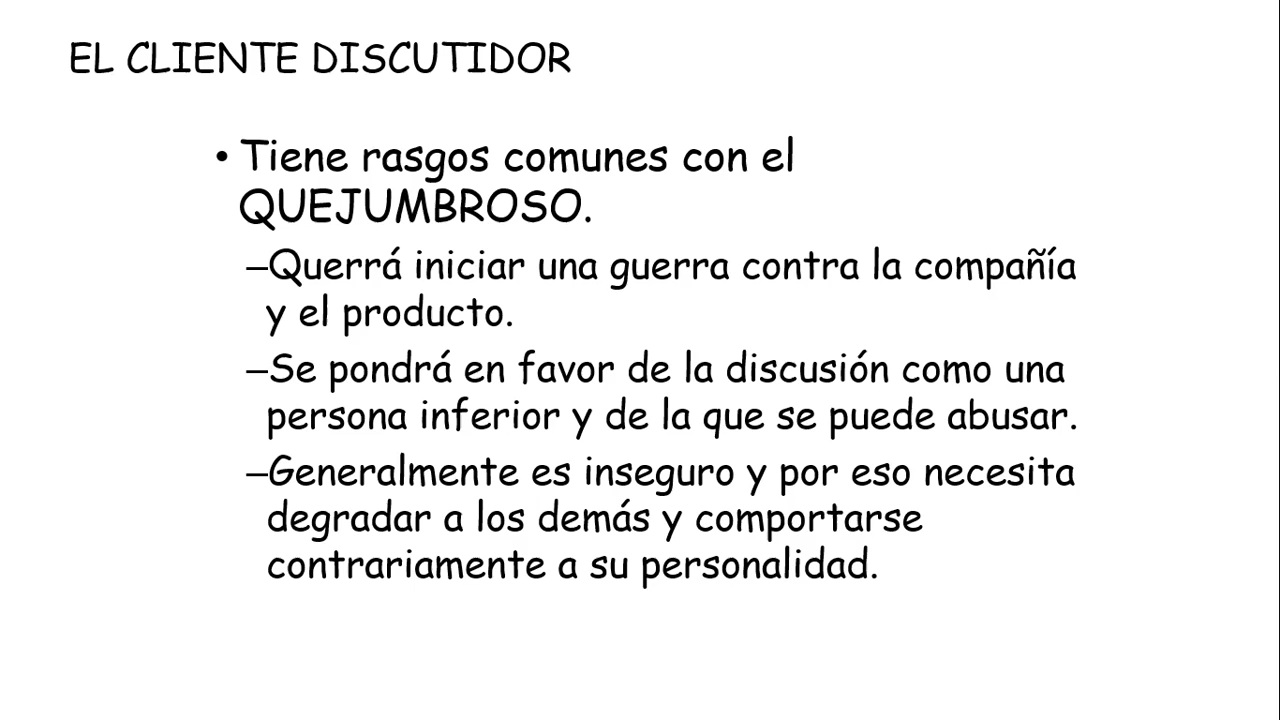 EL CLIENTE DISCUTIDOR
• Tiene rasgos comunes con el
QUEJUMBROSO.
–Querrá iniciar una guerra contra la compañía
y el producto.
–Se pondrá en favor de la discusión como una
persona inferior y de la que se puede abusar.
–Generalmente es inseguro y por eso necesita
degradar a los demás y comportarse
contrariamente a su personalidad.